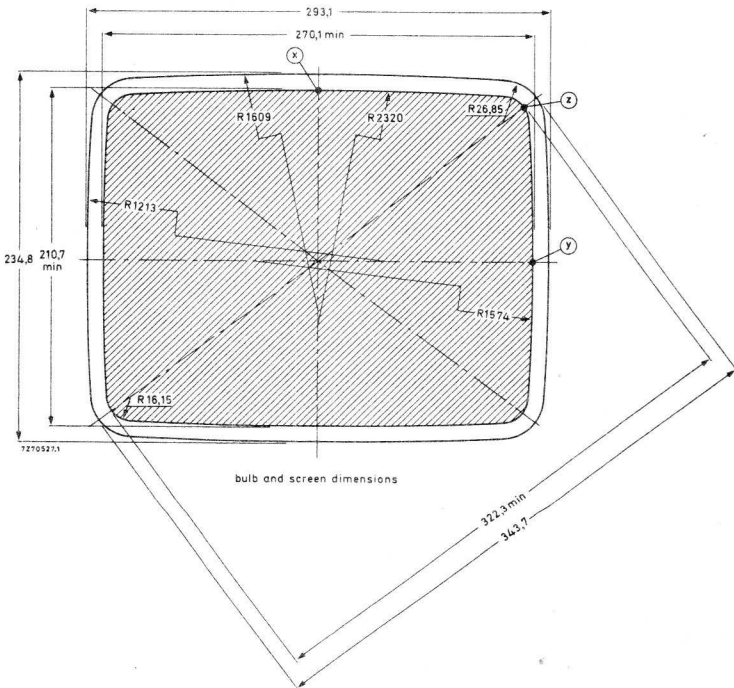 293,1
270,1 min
x
z
R1609
R2320
R26,85
R1213
y
234,8
210,7
min
R1574
R16,15
7Z70527.1
bulb and screen dimensions
322,3 min
343,7